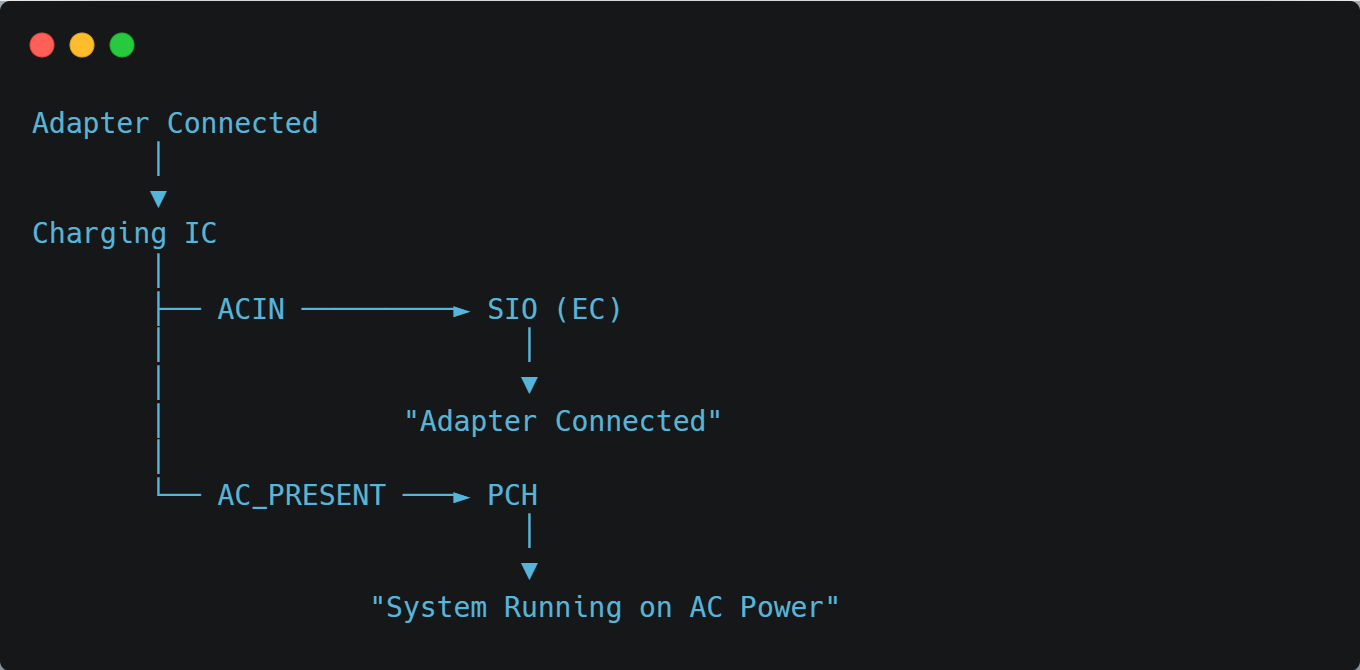 Adapter Connected
Charging IC
ACIN SIO (EC)
"Adapter Connected"
AC_PRESENT PCH
"System Running on AC Power"